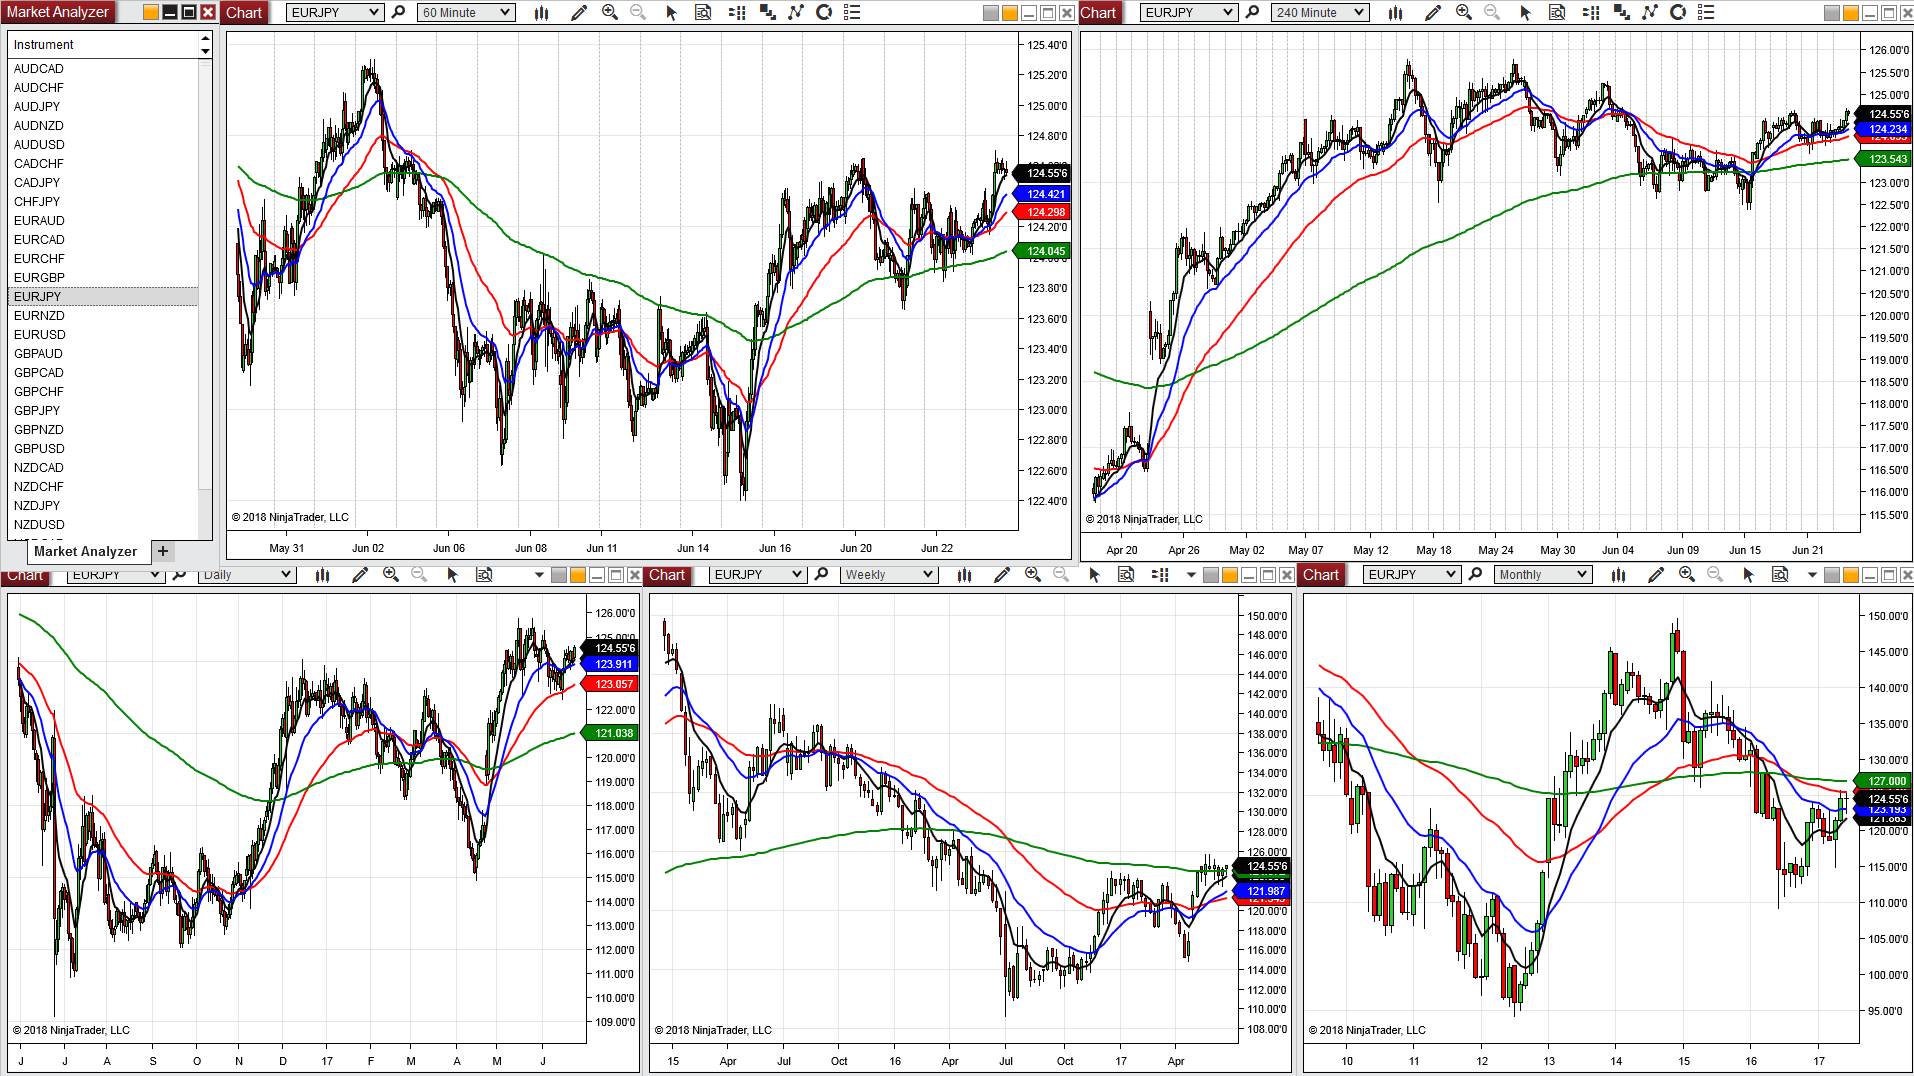 Market Analyzer
Instrument
AUDCAD
AUDCHF
AUDJPY
AUDNZD
AUDUSD
CADCHF
CADJPY
CHFJPY
EURAUD
EURCAD
EURCHF
EURGBP
EURJPY
EURNZD
EURUSD
GBPAUD
GBPCAD
GBPCHF
GBPJPY
GBPNZD
GBPUSD
NZDCAD
NZDCHF
NZDJPY
NZDUSD
Market Analyzer +
Chart EURJPY 60 Minute
125.40'0
125.20'0
125.00'0
124.80'0
124.55'6
124.421
124.298
124.20'0
124.045
123.80'0
123.60'0
123.40'0
123.20'0
123.00'0
122.80'0
122.60'0
122.40'0
© 2018 NinjaTrader, LLC
May 31 Jun 02 Jun 06 Jun 08 Jun 11 Jun 14 Jun 16 Jun 20 Jun 22
Chart EURJPY 240 Minute
126.00'0
125.50'0
125.00'0
124.55'6
124.234
123.543
123.00'0
122.50'0
122.00'0
121.50'0
121.00'0
120.50'0
120.00'0
119.50'0
119.00'0
118.50'0
118.00'0
117.50'0
117.00'0
116.50'0
116.00'0
115.50'0
© 2018 NinjaTrader, LLC
Apr 20 Apr 26 May 02 May 07 May 12 May 18 May 24 May 30 Jun 04 Jun 09 Jun 15 Jun 21
Chart EURJPY Daily
126.00'0
125.00'0
124.55'6
123.911
123.057
122.00'0
121.038
120.00'0
119.00'0
118.00'0
117.00'0
116.00'0
115.00'0
114.00'0
113.00'0
112.00'0
111.00'0
110.00'0
109.00'0
© 2018 NinjaTrader, LLC
J J A S O N D 17 F M A M J
Chart EURJPY Weekly
150.00'0
148.00'0
146.00'0
144.00'0
142.00'0
140.00'0
138.00'0
136.00'0
134.00'0
132.00'0
130.00'0
128.00'0
126.00'0
124.55'6
121.987
120.00'0
118.00'0
116.00'0
114.00'0
112.00'0
110.00'0
108.00'0
© 2018 NinjaTrader, LLC
15 Apr Jul Oct 16 Apr Jul Oct 17 Apr
Chart EURJPY Monthly
150.00'0
145.00'0
140.00'0
135.00'0
130.00'0
127.000
124.55'6
120.00'0
115.00'0
110.00'0
105.00'0
100.00'0
95.00'0
© 2018 NinjaTrader, LLC
10 11 12 13 14 15 16 17